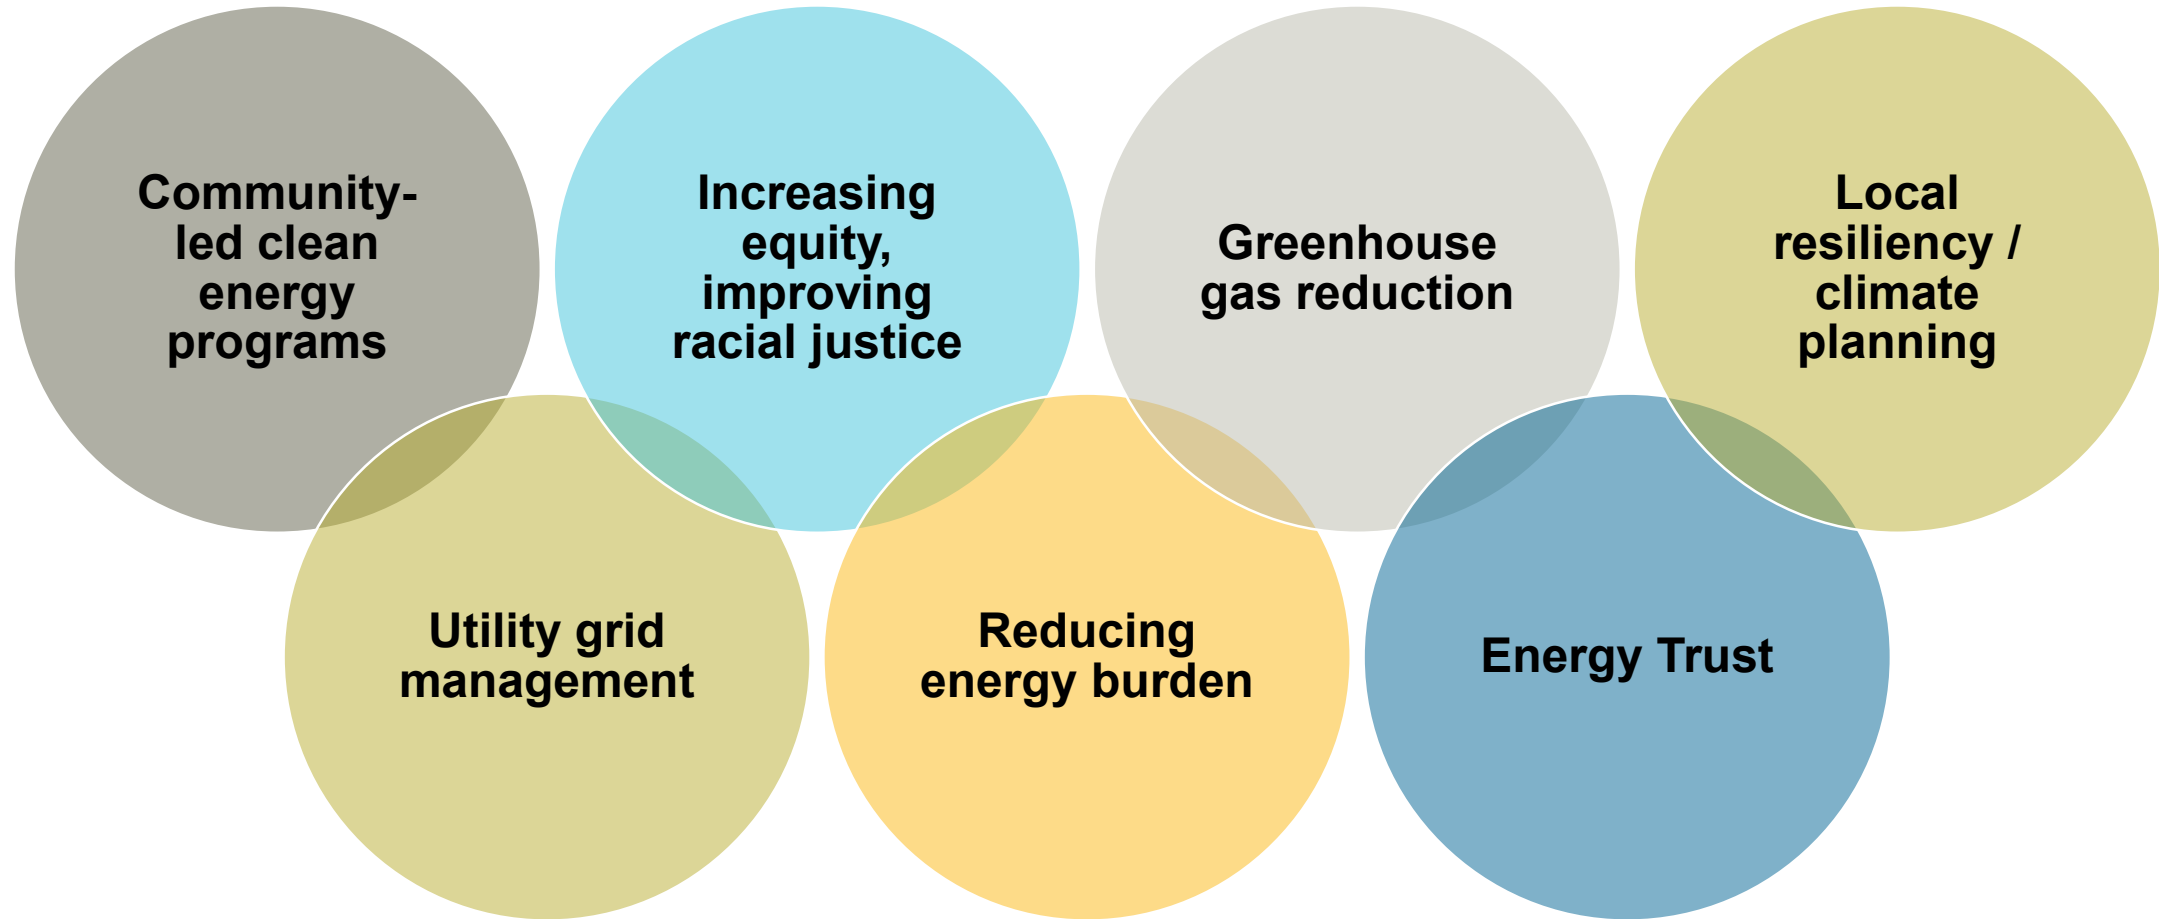 Community-
led clean
energy
programs
Increasing
equity,
improving
racial justice
Greenhouse
gas reduction
Local
resiliency /
climate
planning
Utility grid
management
Reducing
energy burden
Energy Trust